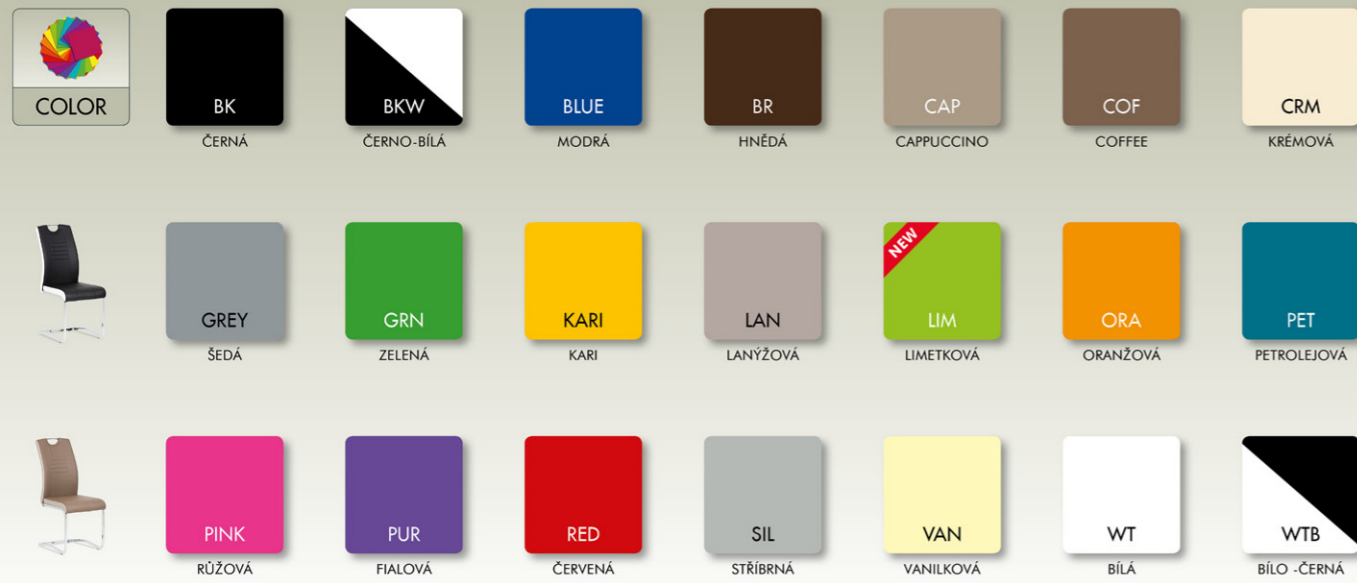 COLOR
BK
BKW
BLUE
BR
CAP
COF
CRM
ČERNÁ
ČERNO-BÍLÁ
MODRÁ
HNĚDÁ
CAPPUCCINO
COFFEE
KRÉMOVÁ
NEW
GREY
GRN
KARI
LAN
LIM
ORA
PET
ŠEDÁ
ZELENÁ
KARI
LANÝŽOVÁ
LIMETKOVÁ
ORANŽOVÁ
PETROLEJOVÁ
PINK
PUR
RED
SIL
VAN
WT
WTB
RŮŽOVÁ
FIALOVÁ
ČERVENÁ
STŘÍBRNÁ
VANILKOVÁ
BÍLÁ
BÍLO -ČERNÁ